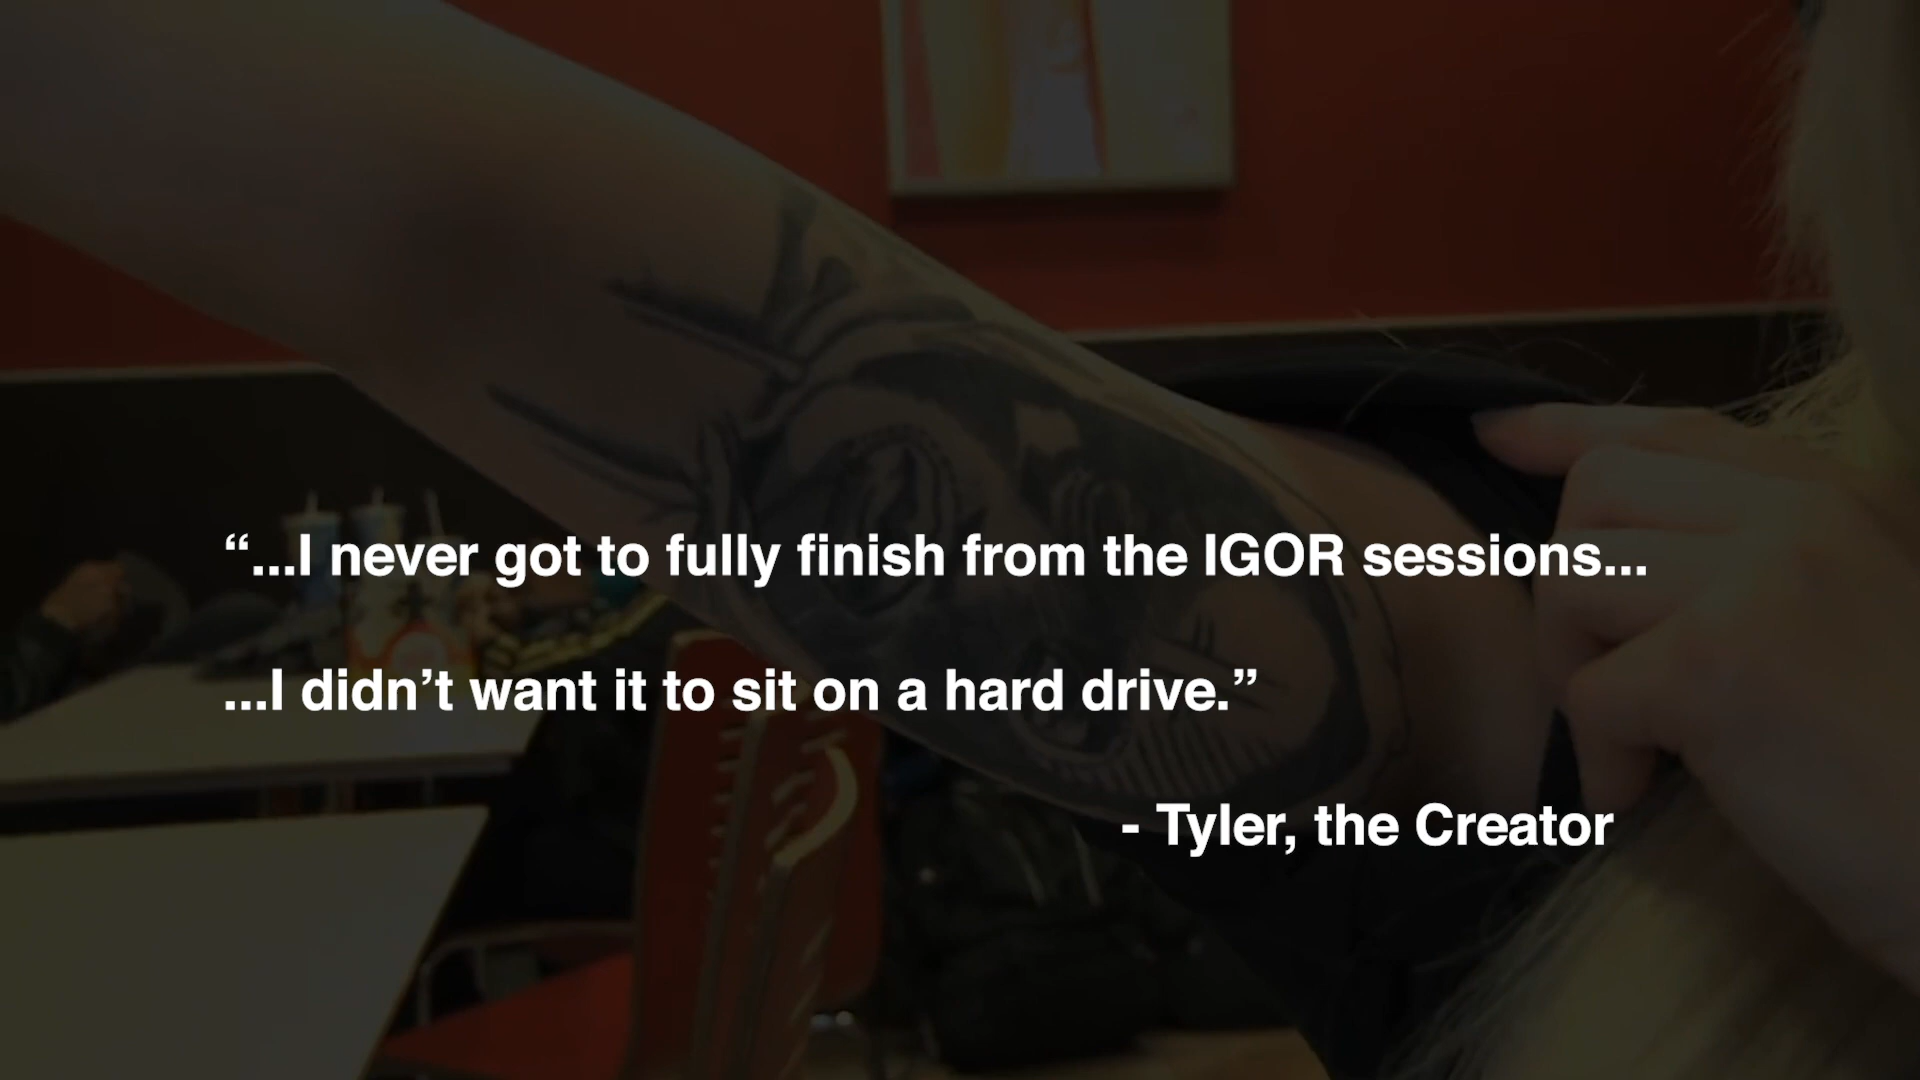 “...I never got to fully finish from the IGOR sessions...
...I didn’t want it to sit on a hard drive.”
- Tyler, the Creator